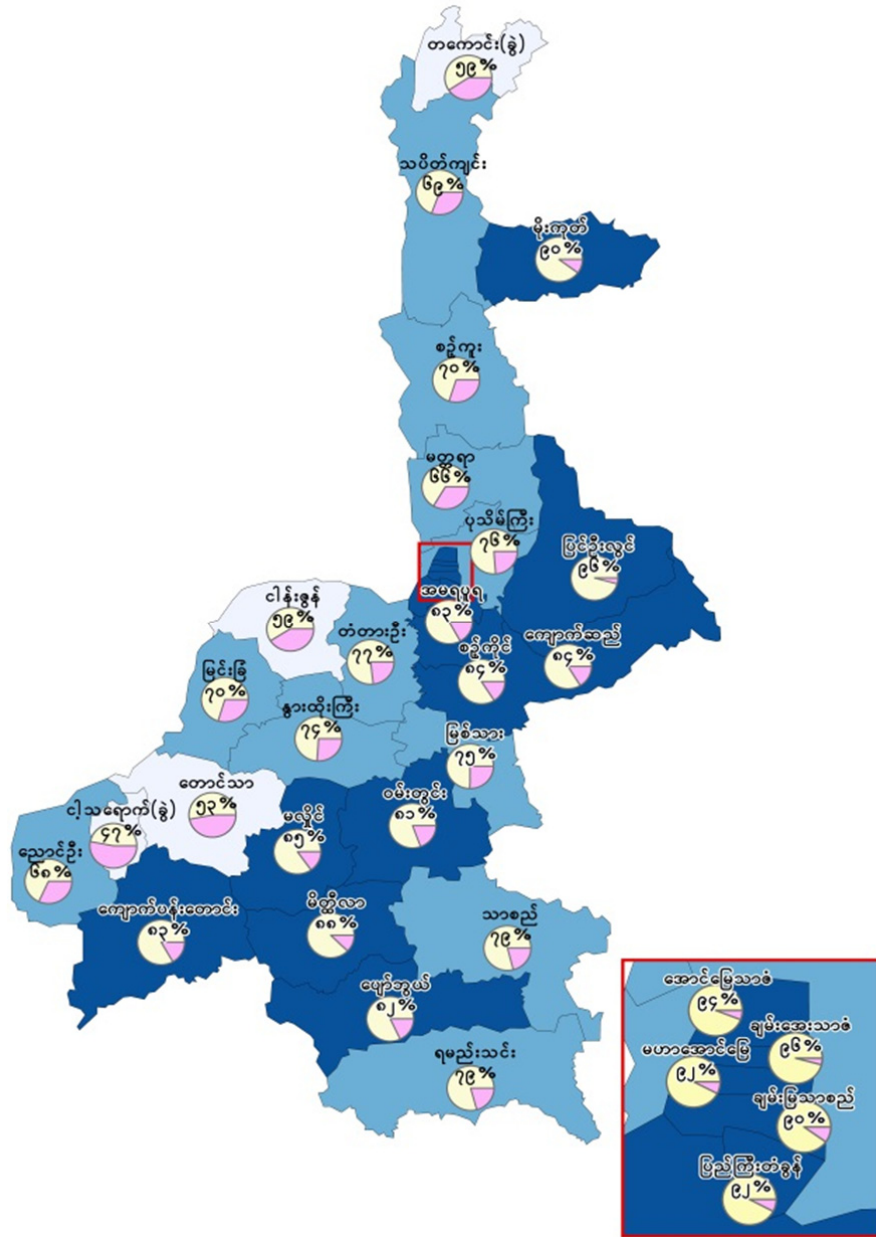 တကောင်း(ခွဲ)
၅၉%
သပိတ်ကျင်း
၆၉%
မိုးကုတ်
၉၀%
စဉ့်ကူး
၇၀%
မတ္တရာ
၆၆%
ပုသိမ်ကြီး
၇၆%
ပြင်ဦးလွင်
၉၆%
အမရပူရ
၈၃%
ငါန်းဇွန်
၅၉%
တံတားဦး
၇၇%
စဉ့်ကိုင်
၈၄%
ကျောက်ဆည်
၈၄%
မြင်းခြံ
၇၀%
နွားထိုးကြီး
၇၄%
မြစ်သား
၇၅%
တောင်သာ
၅၃%
ဝမ်းတွင်း
၈၁%
ငါ့သရောက်(ခွဲ)
၄၇%
မလှိုင်
၈၅%
ညောင်ဦး
၆၈%
ကျောက်ပန်းတောင်း
၈၃%
မိတ္ထီလာ
၈၈%
သာစည်
၇၉%
ပျော်ဘွယ်
၈၂%
ရမည်းသင်း
၇၉%
အောင်မြေသာဇံ
၉၄%
ချမ်းအေးသာဇံ
၉၆%
မဟာအောင်မြေ
၉၂%
ချမ်းမြသာစည်
၉၀%
ပြည်ကြီးတံခွန်
၉၂%